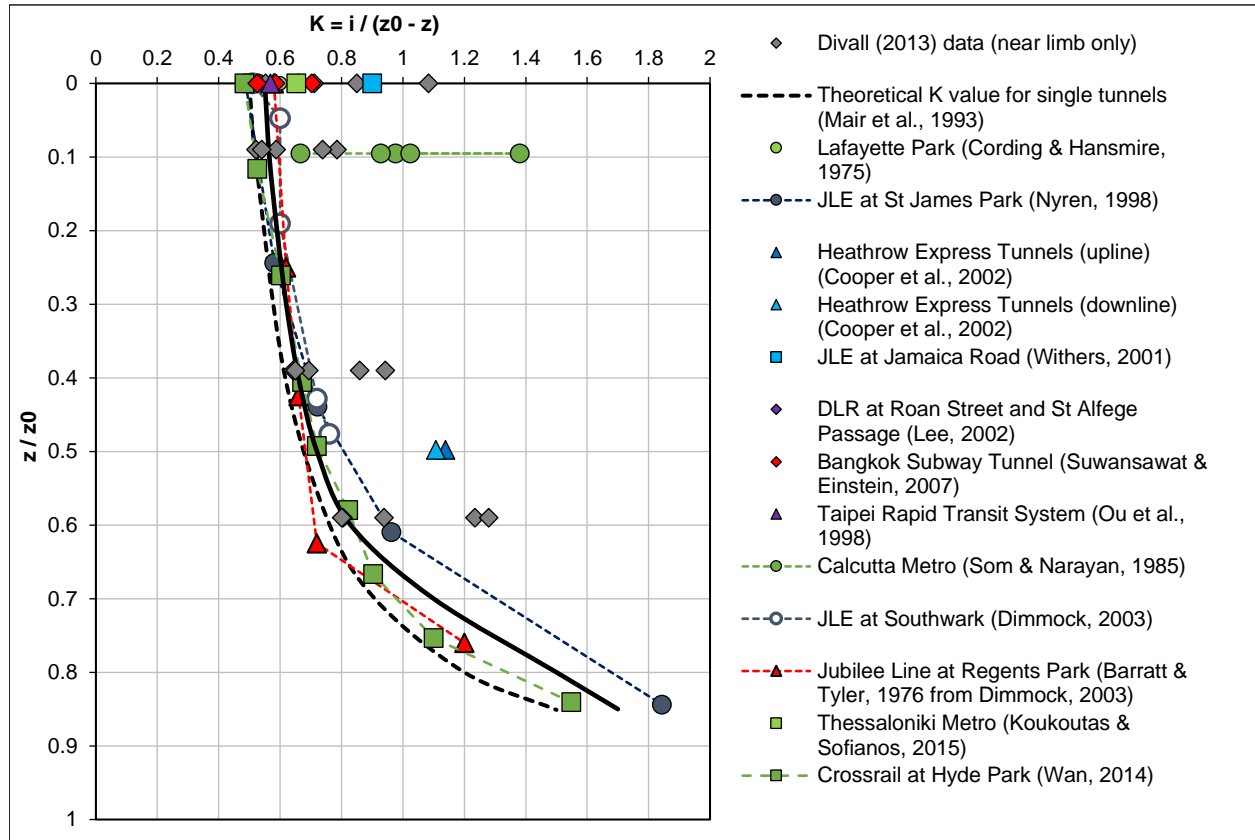 K = i / (z0 - z)
0 0.2 0.4 0.6 0.8 1 1.2 1.4 1.6 1.8 2
z / z0
0
0.1
0.2
0.3
0.4
0.5
0.6
0.7
0.8
0.9
1
Divall (2013) data (near limb only)
Theoretical K value for single tunnels
(Mair et al., 1993)
Lafayette Park (Cording & Hansmire,
1975)
JLE at St James Park (Nyren, 1998)
Heathrow Express Tunnels (upline)
(Cooper et al., 2002)
Heathrow Express Tunnels (downline)
(Cooper et al., 2002)
JLE at Jamaica Road (Withers, 2001)
DLR at Roan Street and St Alfege
Passage (Lee, 2002)
Bangkok Subway Tunnel (Suwansawat &
Einstein, 2007)
Taipei Rapid Transit System (Ou et al.,
1998)
Calcutta Metro (Som & Narayan, 1985)
JLE at Southwark (Dimmock, 2003)
Jubilee Line at Regents Park (Barratt &
Tyler, 1976 from Dimmock, 2003)
Thessaloniki Metro (Koukoutas &
Sofianos, 2015)
Crossrail at Hyde Park (Wan, 2014)